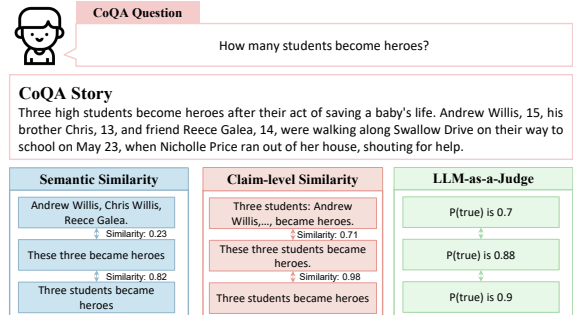 CoQA Question
How many students become heroes?
CoQA Story
Three high students become heroes after their act of saving a baby's life. Andrew Willis, 15, his
brother Chris, 13, and friend Reece Galea, 14, were walking along Swallow Drive on their way to
school on May 23, when Nicholle Price ran out of her house, shouting for help.
Semantic Similarity
Andrew Willis, Chris Willis,
Reece Galea.
Similarity: 0.23
These three became heroes
Similarity: 0.82
Three students became
heroes
Claim-level Similarity
Three students: Andrew
Willis,..., became heroes.
Similarity: 0.71
These three students became
heroes.
Similarity: 0.98
Three students became heroes
LLM-as-a-Judge
P(true) is 0.7
P(true) is 0.88
P(true) is 0.9